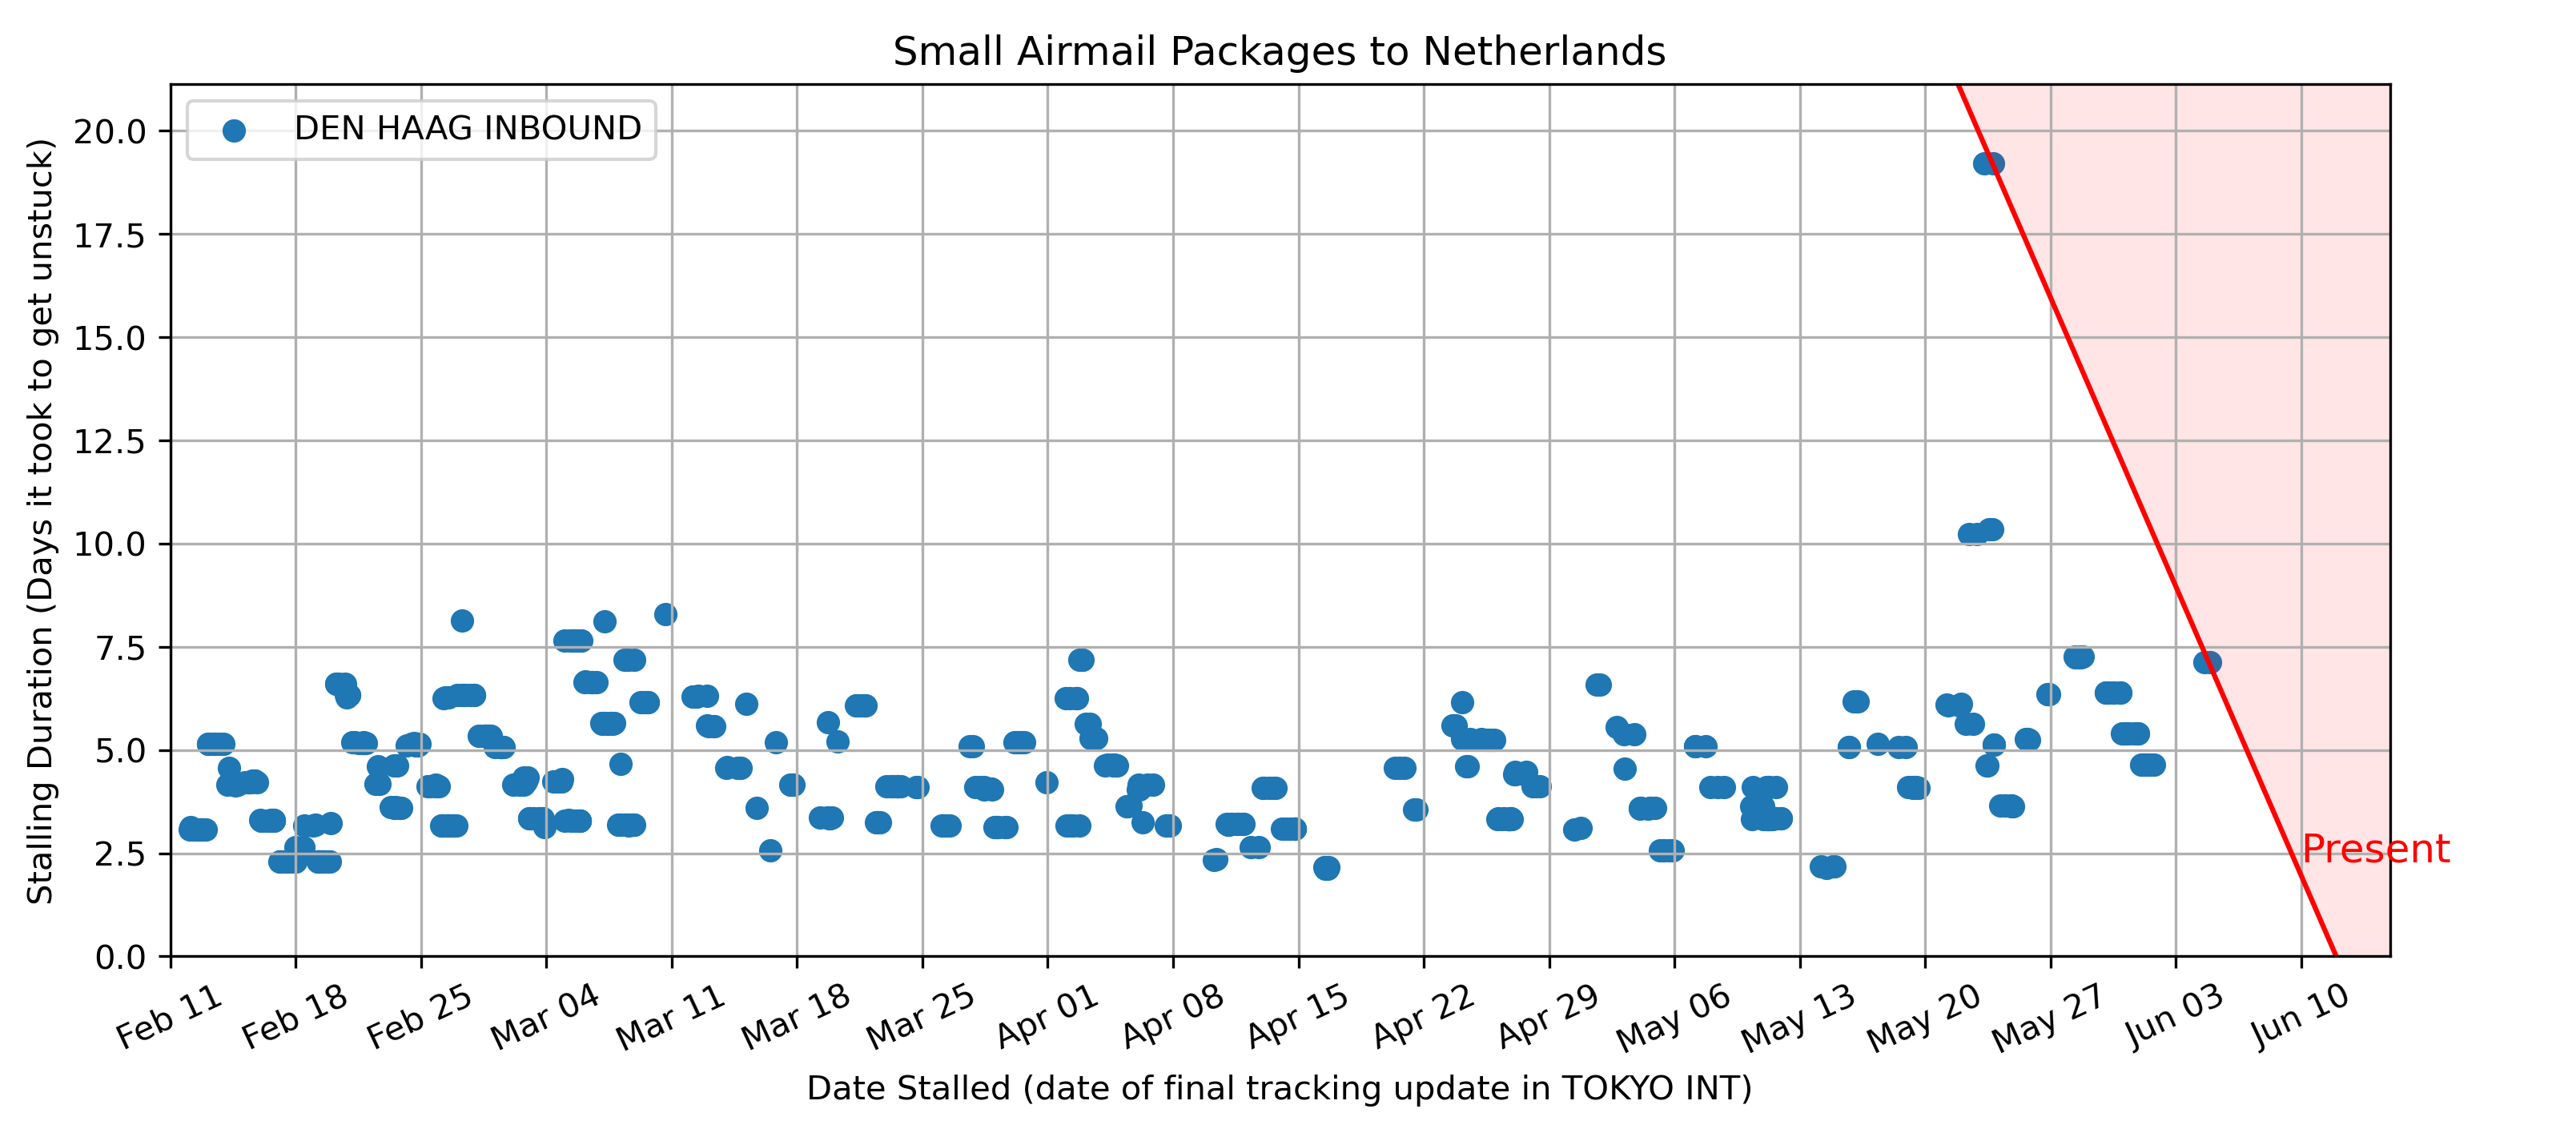 Small Airmail Packages to Netherlands
DEN HAAG INBOUND
Stalling Duration (Days it took to get unstuck)
20.0
17.5
15.0
12.5
10.0
7.5
5.0
2.5
0.0
Present
Feb 11 Feb 18 Feb 25 Mar 04 Mar 11 Mar 18 Mar 25 Apr 01 Apr 08 Apr 15 Apr 22 Apr 29 May 06 May 13 May 20 May 27 Jun 03 Jun 10
Date Stalled (date of final tracking update in TOKYO INT)